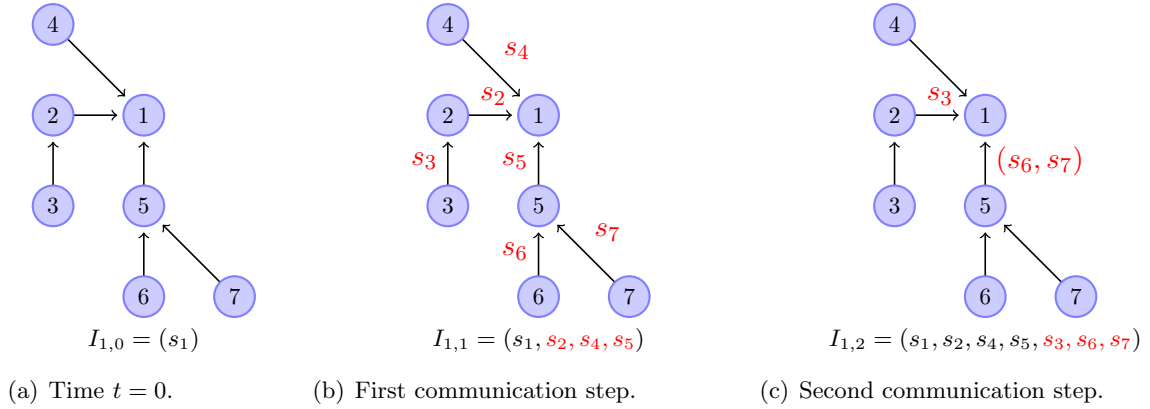 4
2
1
3
5
6
7
I_{1,0} = (s_1)
(a) Time t = 0.
4
s_4
2
s_2
1
s_3
s_5
3
5
s_6
s_7
6
7
I_{1,1} = (s_1, s_2, s_4, s_5)
(b) First communication step.
4
2
s_3
1
(s_6, s_7)
3
5
6
7
I_{1,2} = (s_1, s_2, s_4, s_5, s_3, s_6, s_7)
(c) Second communication step.